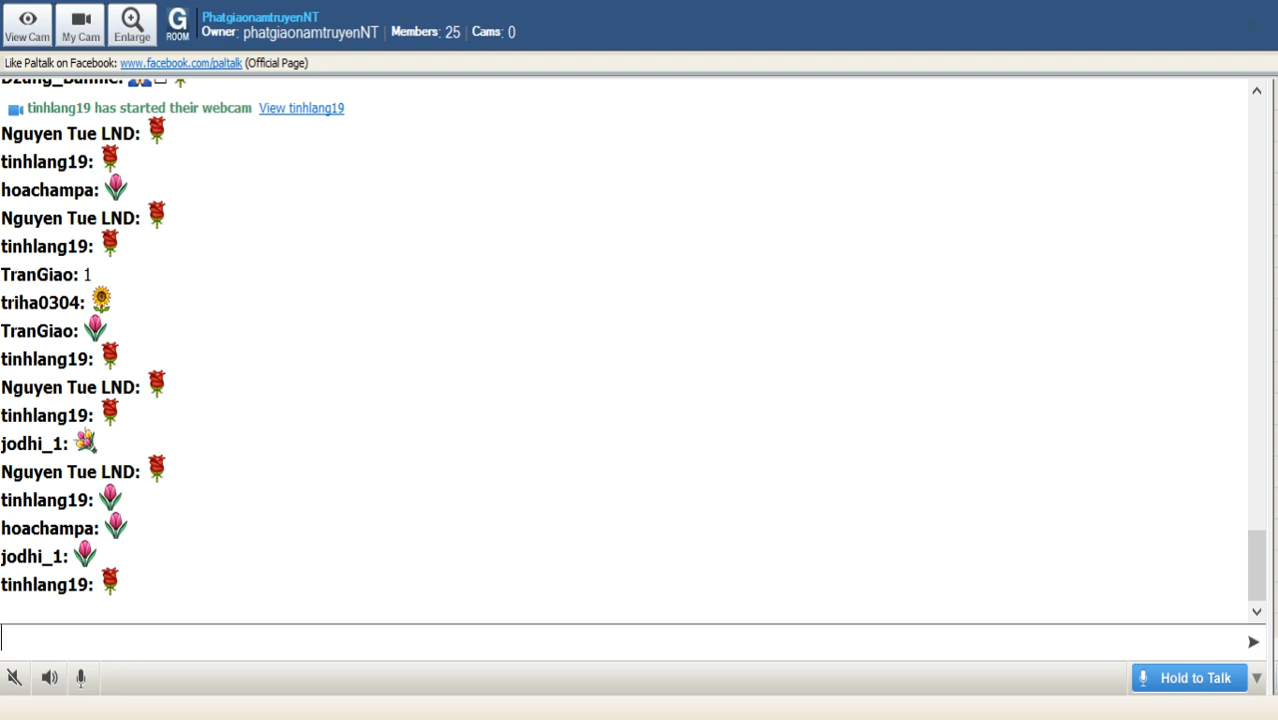 View Cam
My Cam
Enlarge
G
ROOM
PhatgiaonamtruyenNT
Owner: phatgiaonamtruyenNT Members: 25 Cams: 0
Like Paltalk on Facebook: www.facebook.com/paltalk (Official Page)
tinhlang19 has started their webcam View tinhlang19
Nguyen Tue LND:
tinhlang19:
hoachampa:
Nguyen Tue LND:
tinhlang19:
TranGiao: 1
triha0304:
TranGiao:
tinhlang19:
Nguyen Tue LND:
tinhlang19:
jodhi_1:
Nguyen Tue LND:
tinhlang19:
hoachampa:
jodhi_1:
tinhlang19:
Hold to Talk